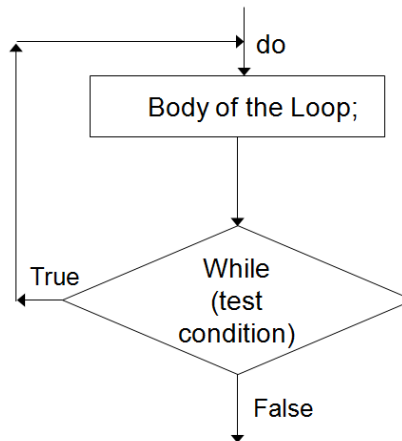 do
Body of the Loop;
True
While
(test
condition)
False